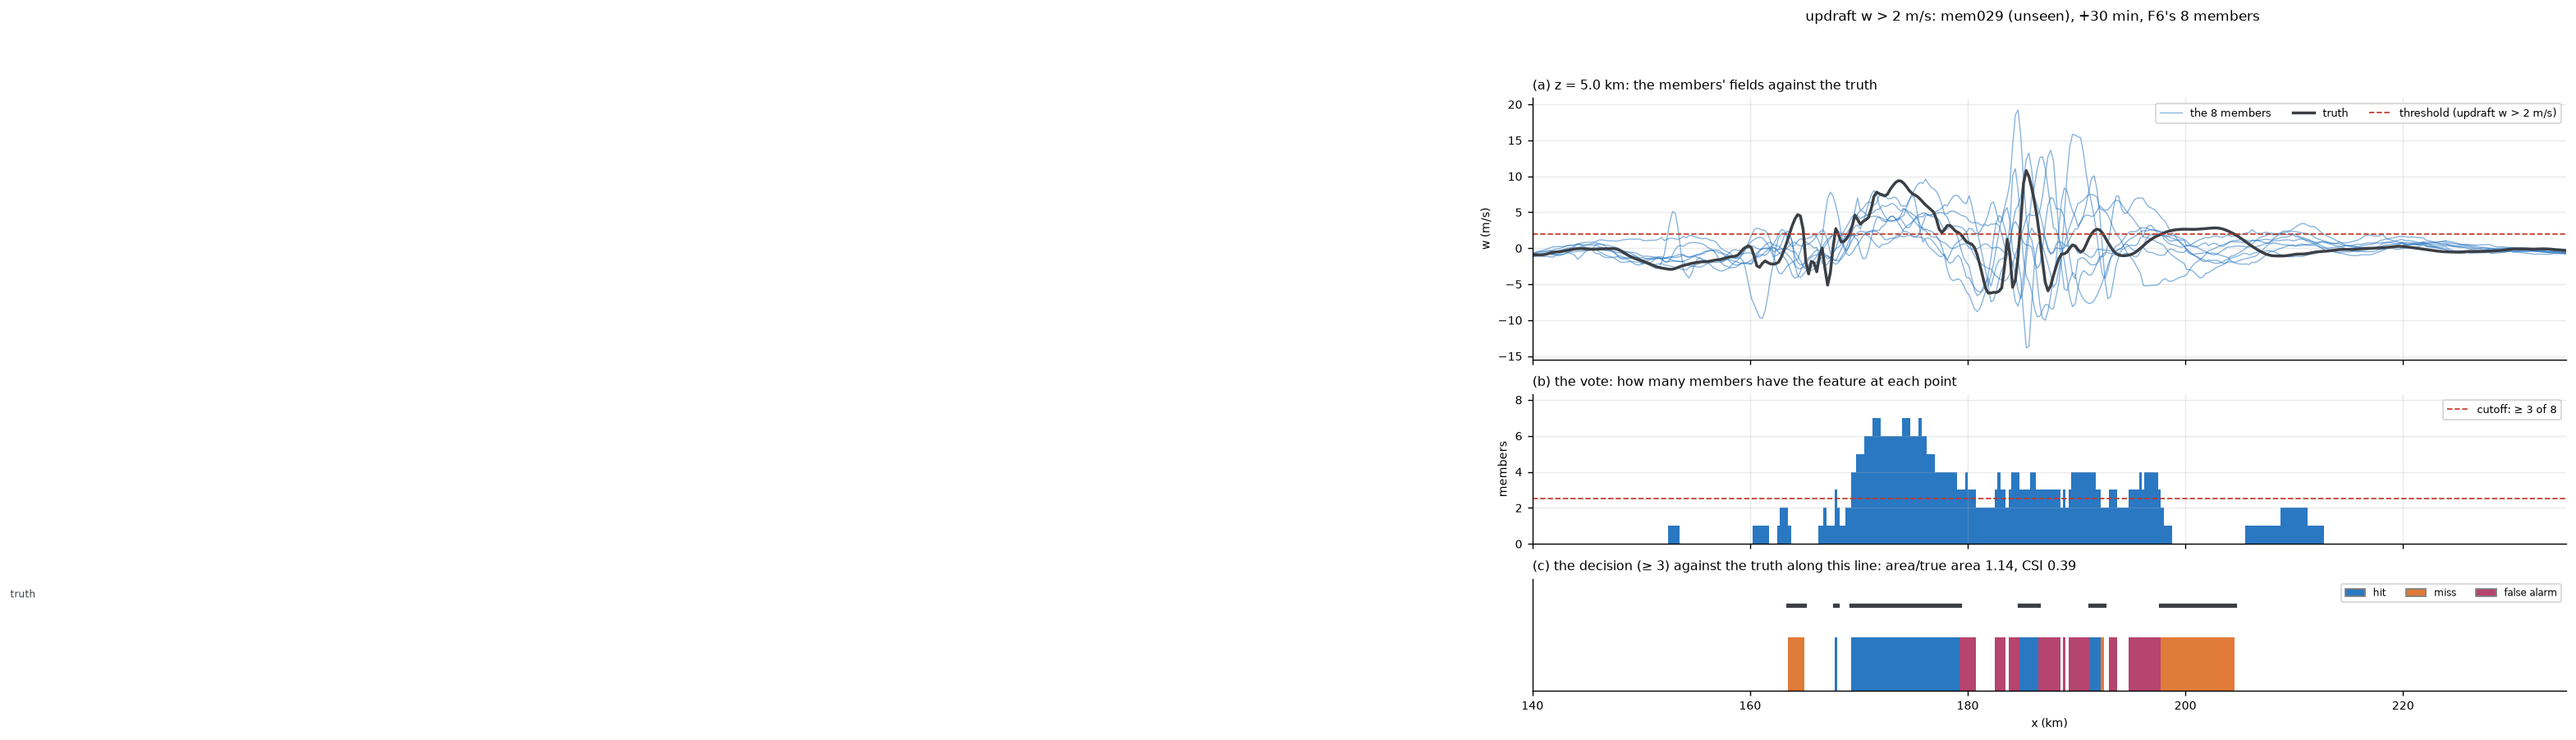 updraft w > 2 m/s: mem029 (unseen), +30 min, F6's 8 members
(a) z = 5.0 km: the members' fields against the truth
the 8 members
truth
threshold (updraft w > 2 m/s)
20
15
10
5
0
−5
−10
−15
w (m/s)
(b) the vote: how many members have the feature at each point
cutoff: ≥ 3 of 8
8
6
4
2
0
members
(c) the decision (≥ 3) against the truth along this line: area/true area 1.14, CSI 0.39
hit
miss
false alarm
truth
140
160
180
200
220
x (km)